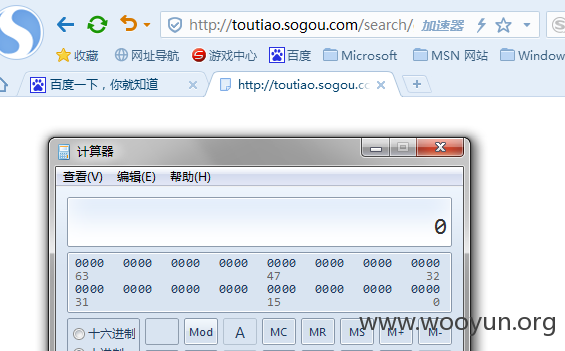 http://toutiao.sogou.com/search/ 加速器
收藏 网址导航 游戏中心 百度 Microsoft MSN 网站 Window
百度一下，你就知道 http://toutiao.sogou.co
计算器
查看(V) 编辑(E) 帮助(H)
0
0000 0000 0000 0000 0000 0000 0000 0000
63 47 32
0000 0000 0000 0000 0000 0000 0000 0000
31 15 0
十六进制 Mod A MC MR MS M+ M-
www.wooyun.org